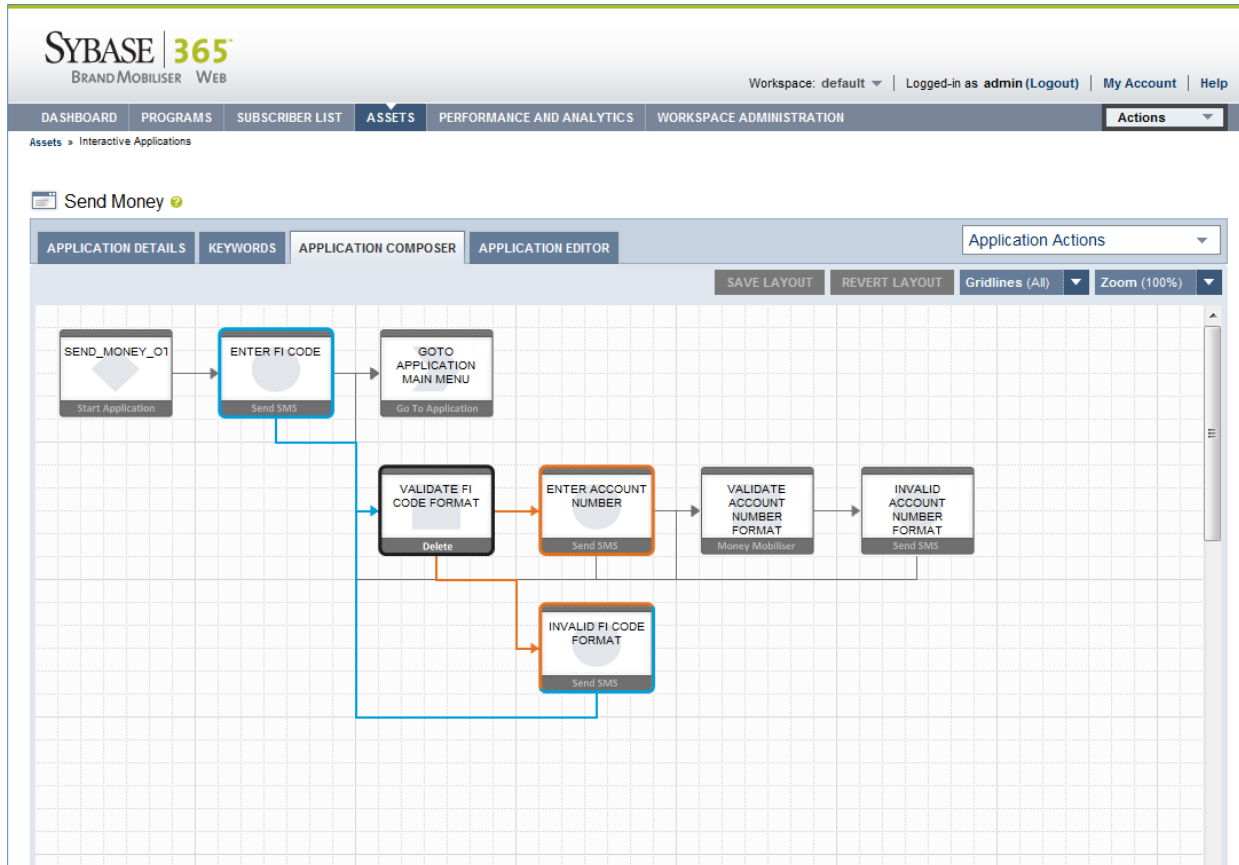 SYBASE 365™
BRAND MOBILISER WEB
Workspace: default | Logged-in as admin (Logout) | My Account | Help
DASHBOARD PROGRAMS SUBSCRIBER LIST ASSETS PERFORMANCE AND ANALYTICS WORKSPACE ADMINISTRATION Actions
Assets » Interactive Applications
Send Money ?
APPLICATION DETAILS KEYWORDS APPLICATION COMPOSER APPLICATION EDITOR Application Actions
SAVE LAYOUT REVERT LAYOUT Gridlines (All) Zoom (100%)
SEND_MONEY_OT
Start Application
ENTER FI CODE
Send SMS
GOTO
APPLICATION
MAIN MENU
Go To Application
VALIDATE FI
CODE FORMAT
Delete
ENTER ACCOUNT
NUMBER
Send SMS
VALIDATE
ACCOUNT
NUMBER
FORMAT
Money Mobiliser
INVALID
ACCOUNT
NUMBER
FORMAT
Send SMS
INVALID FI CODE
FORMAT
Send SMS